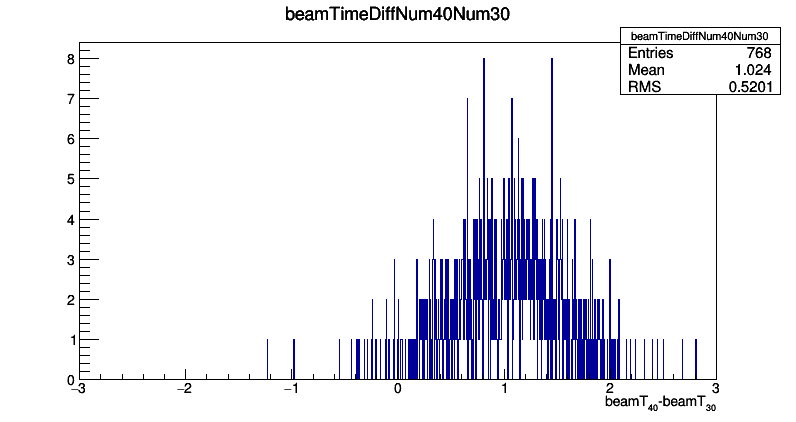 beamTimeDiffNum40Num30
beamTimeDiffNum40Num30
Entries 768
Mean 1.024
RMS 0.5201
8
7
6
5
4
3
2
1
0
−3 −2 −1 0 1 2 3
beamT40-beamT30